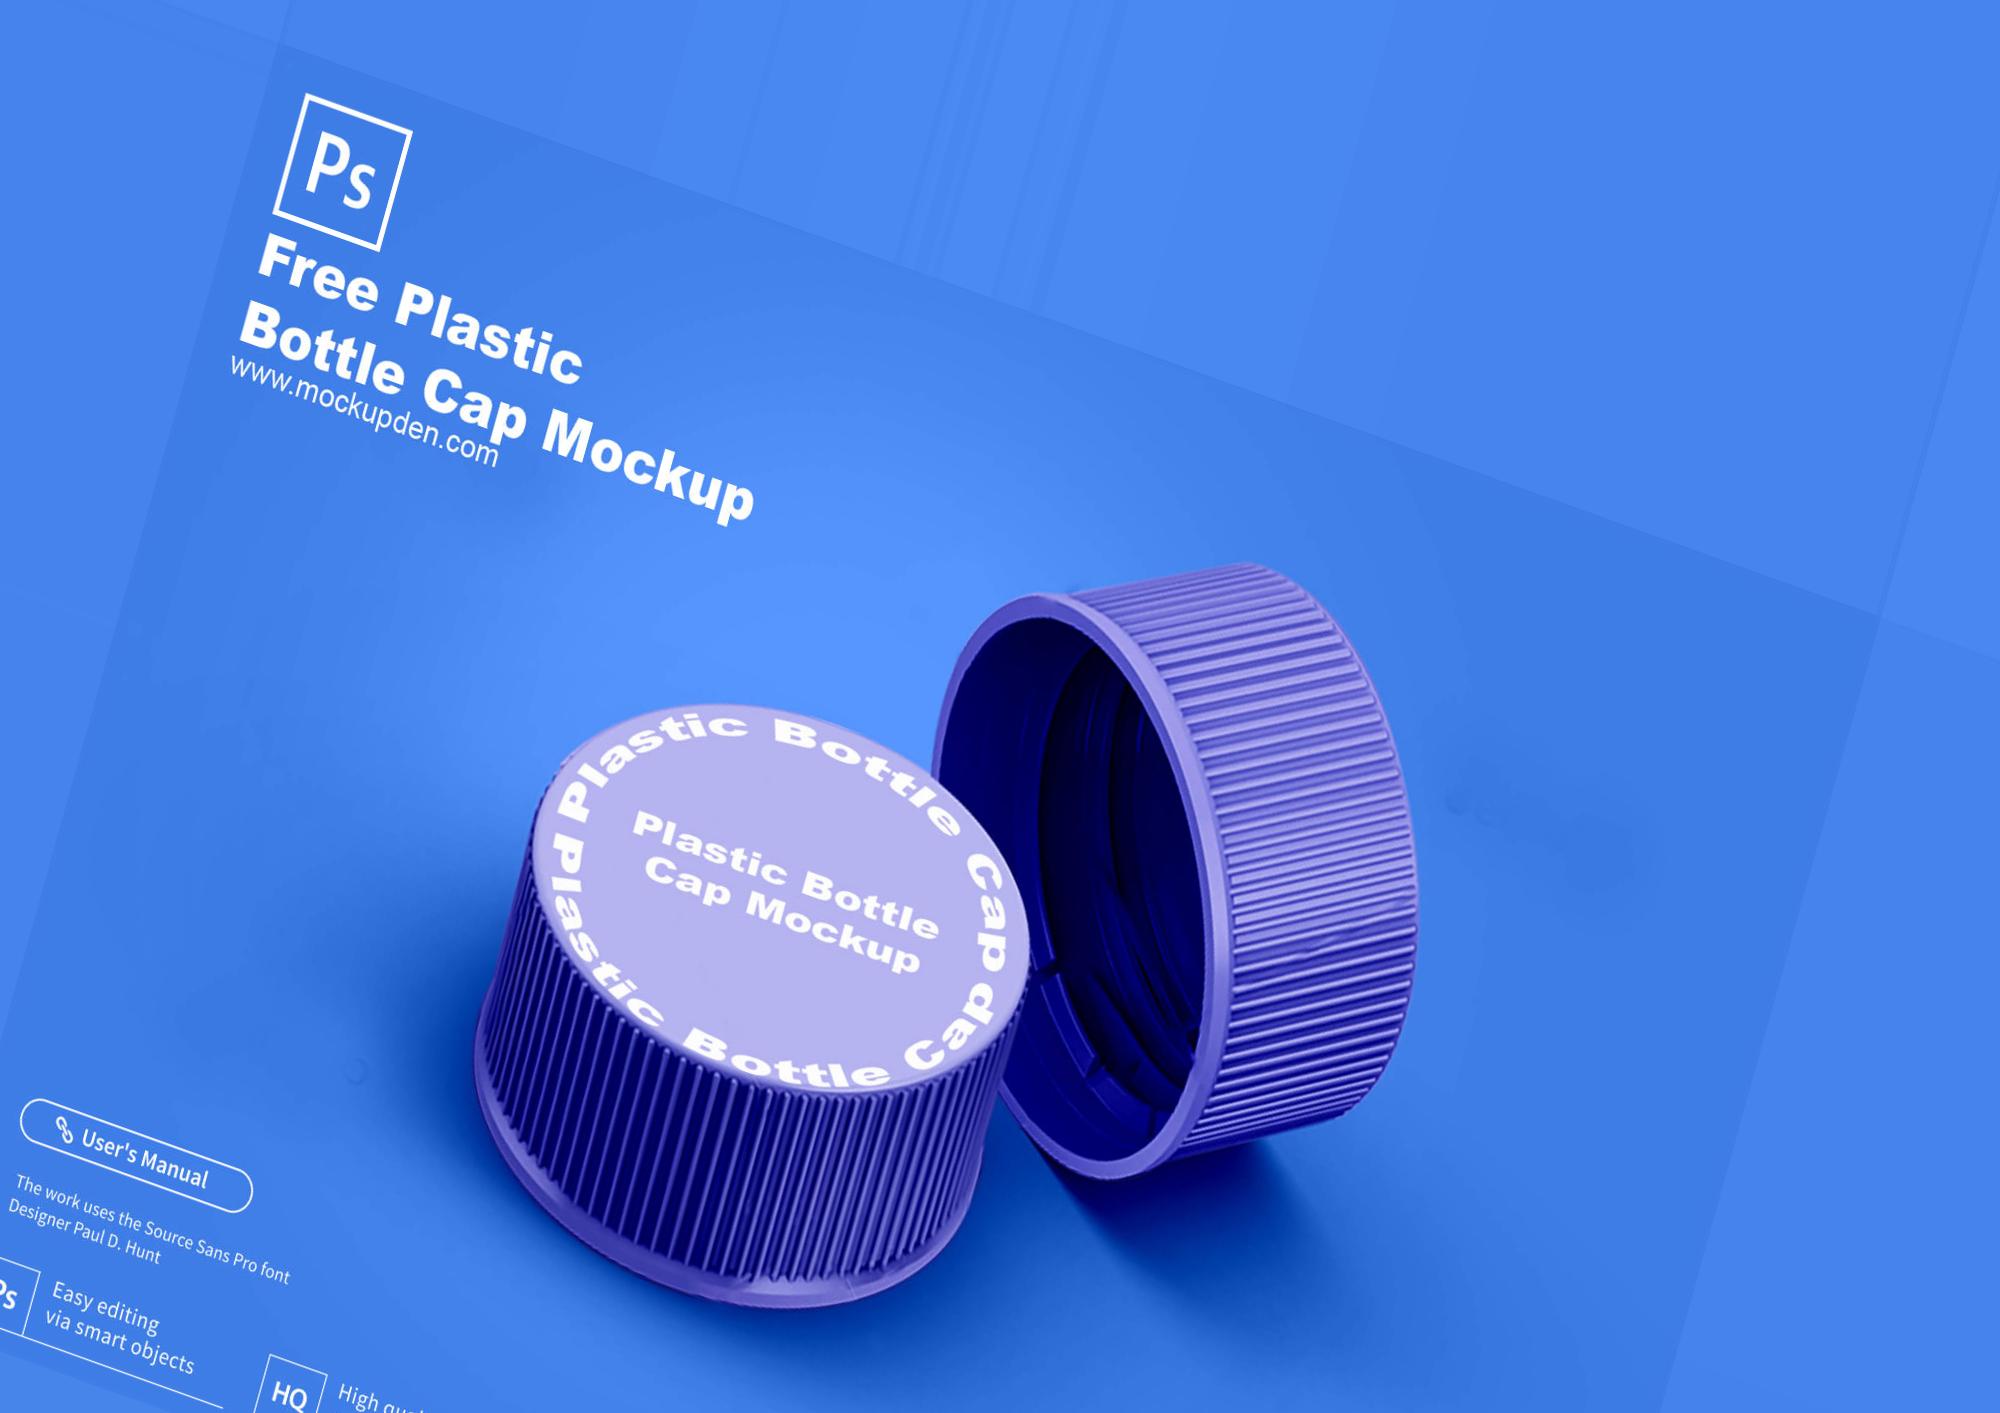 Ps
Free Plastic
Bottle Cap Mockup
www.mockupden.com
Plastic Bottle Cap
Plastic Bottle Cap
Plastic Bottle
Cap Mockup
User's Manual
The work uses the Source Sans Pro font
Designer Paul D. Hunt
Ps
Easy editing
via smart objects
HQ
High